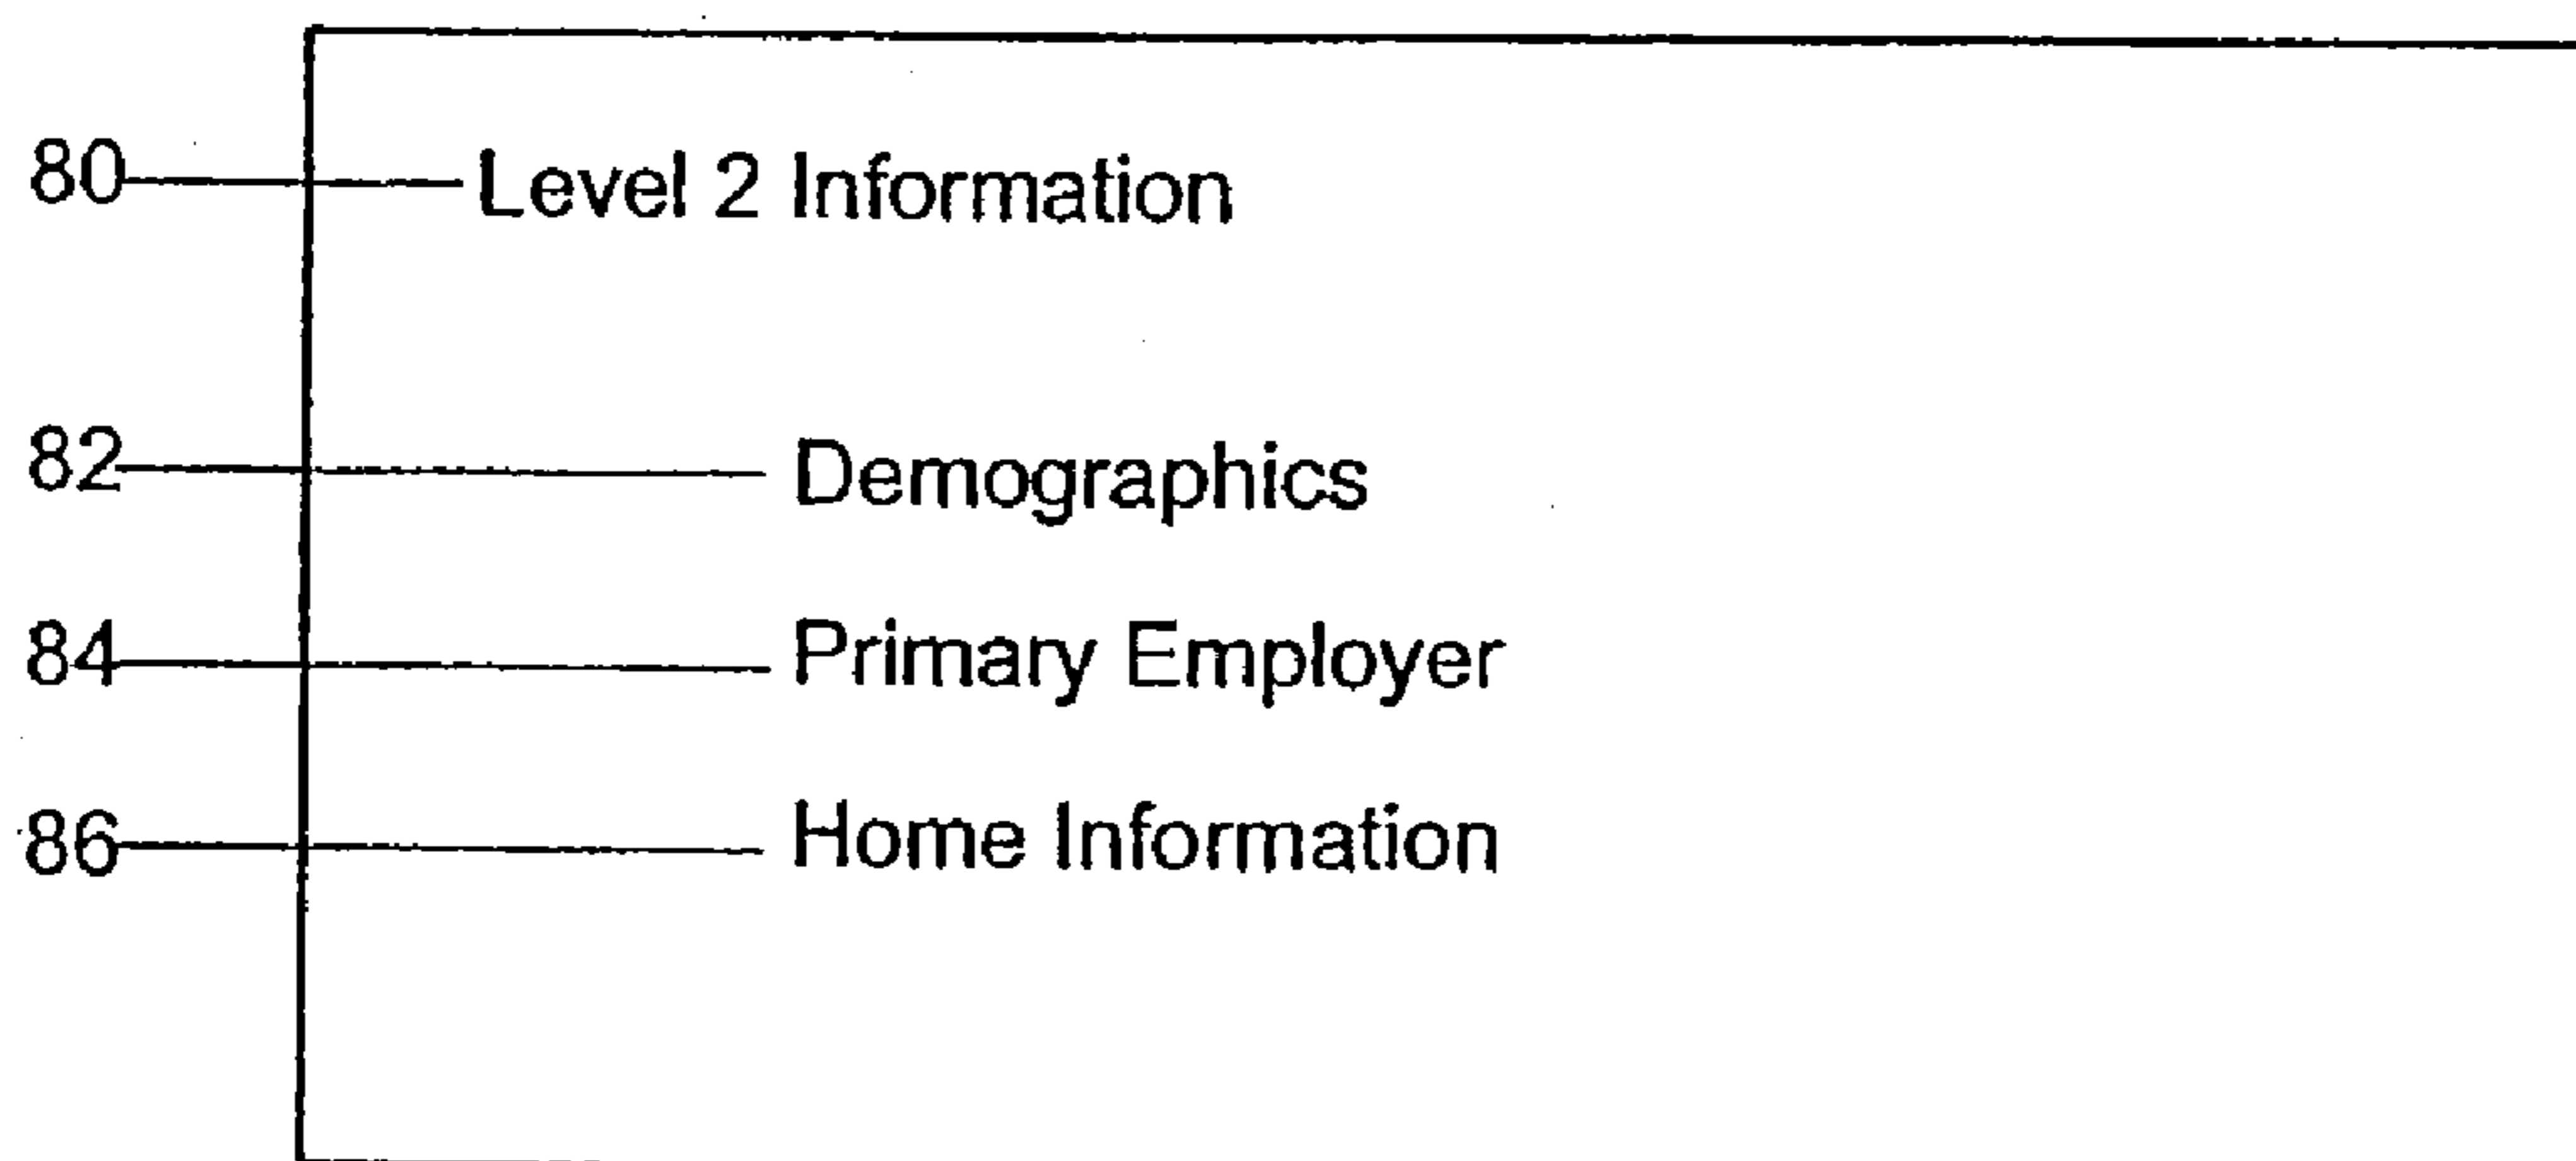 80 Level 2 Information
82 Demographics
84 Primary Employer
86 Home Information